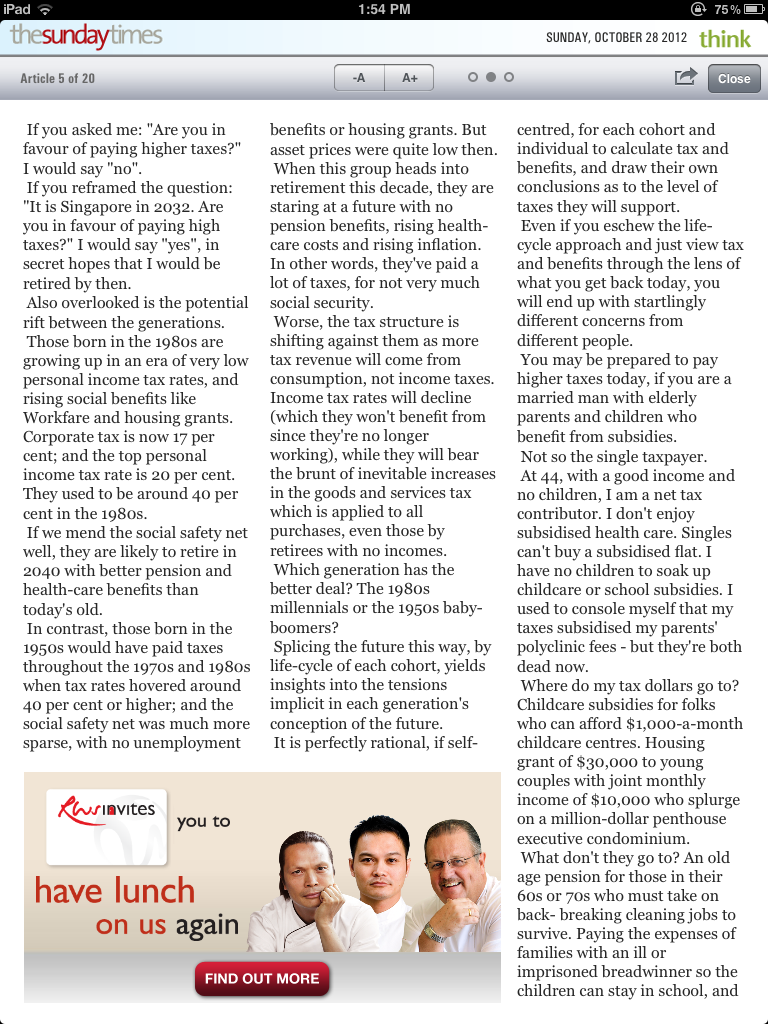 iPad
1:54 PM
75%
thesundaytimes
SUNDAY, OCTOBER 28 2012
think
Article 5 of 20
-A
A+
Close
If you asked me: "Are you in
favour of paying higher taxes?"
I would say "no".
If you reframed the question:
"It is Singapore in 2032. Are
you in favour of paying high
taxes?" I would say "yes", in
secret hopes that I would be
retired by then.
Also overlooked is the potential
rift between the generations.
Those born in the 1980s are
growing up in an era of very low
personal income tax rates, and
rising social benefits like
Workfare and housing grants.
Corporate tax is now 17 per
cent; and the top personal
income tax rate is 20 per cent.
They used to be around 40 per
cent in the 1980s.
If we mend the social safety net
well, they are likely to retire in
2040 with better pension and
health-care benefits than
today's old.
In contrast, those born in the
1950s would have paid taxes
throughout the 1970s and 1980s
when tax rates hovered around
40 per cent or higher; and the
social safety net was much more
sparse, with no unemployment
benefits or housing grants. But
asset prices were quite low then.
When this group heads into
retirement this decade, they are
staring at a future with no
pension benefits, rising health-
care costs and rising inflation.
In other words, they've paid a
lot of taxes, for not very much
social security.
Worse, the tax structure is
shifting against them as more
tax revenue will come from
consumption, not income taxes.
Income tax rates will decline
(which they won't benefit from
since they're no longer
working), while they will bear
the brunt of inevitable increases
in the goods and services tax
which is applied to all
purchases, even those by
retirees with no incomes.
Which generation has the
better deal? The 1980s
millennials or the 1950s baby-
boomers?
Splicing the future this way, by
life-cycle of each cohort, yields
insights into the tensions
implicit in each generation's
conception of the future.
It is perfectly rational, if self-
centred, for each cohort and
individual to calculate tax and
benefits, and draw their own
conclusions as to the level of
taxes they will support.
Even if you eschew the life-
cycle approach and just view tax
and benefits through the lens of
what you get back today, you
will end up with startlingly
different concerns from
different people.
You may be prepared to pay
higher taxes today, if you are a
married man with elderly
parents and children who
benefit from subsidies.
Not so the single taxpayer.
At 44, with a good income and
no children, I am a net tax
contributor. I don't enjoy
subsidised health care. Singles
can't buy a subsidised flat. I
have no children to soak up
childcare or school subsidies. I
used to console myself that my
taxes subsidised my parents'
polyclinic fees - but they're both
dead now.
Where do my tax dollars go to?
Childcare subsidies for folks
who can afford $1,000-a-month
childcare centres. Housing
grant of $30,000 to young
couples with joint monthly
income of $10,000 who splurge
on a million-dollar penthouse
executive condominium.
What don't they go to? An old
age pension for those in their
60s or 70s who must take on
back- breaking cleaning jobs to
survive. Paying the expenses of
families with an ill or
imprisoned breadwinner so the
children can stay in school, and
RWS invites
you to
have lunch
on us again
FIND OUT MORE